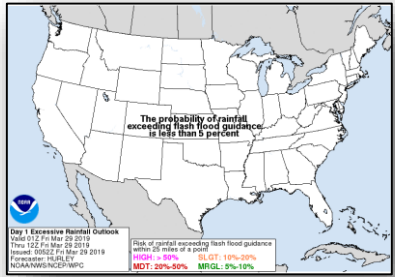 The probability of rainfall
exceeding flash flood guidance
is less than 5 percent
noaa
Day 1 Excessive Rainfall Outlook
Valid 01Z Fri Mar 29 2019
Thru 12Z Fri Mar 29 2019
Issued: 0052Z Fri Mar 29 2019
Forecaster: HURLEY
NOAA/NWS/NCEP/WPC
Risk of rainfall exceeding flash flood guidance
within 25 miles of a point
HIGH: > 50% SLGT: 10%-20%
MDT: 20%-50% MRGL: 5%-10%